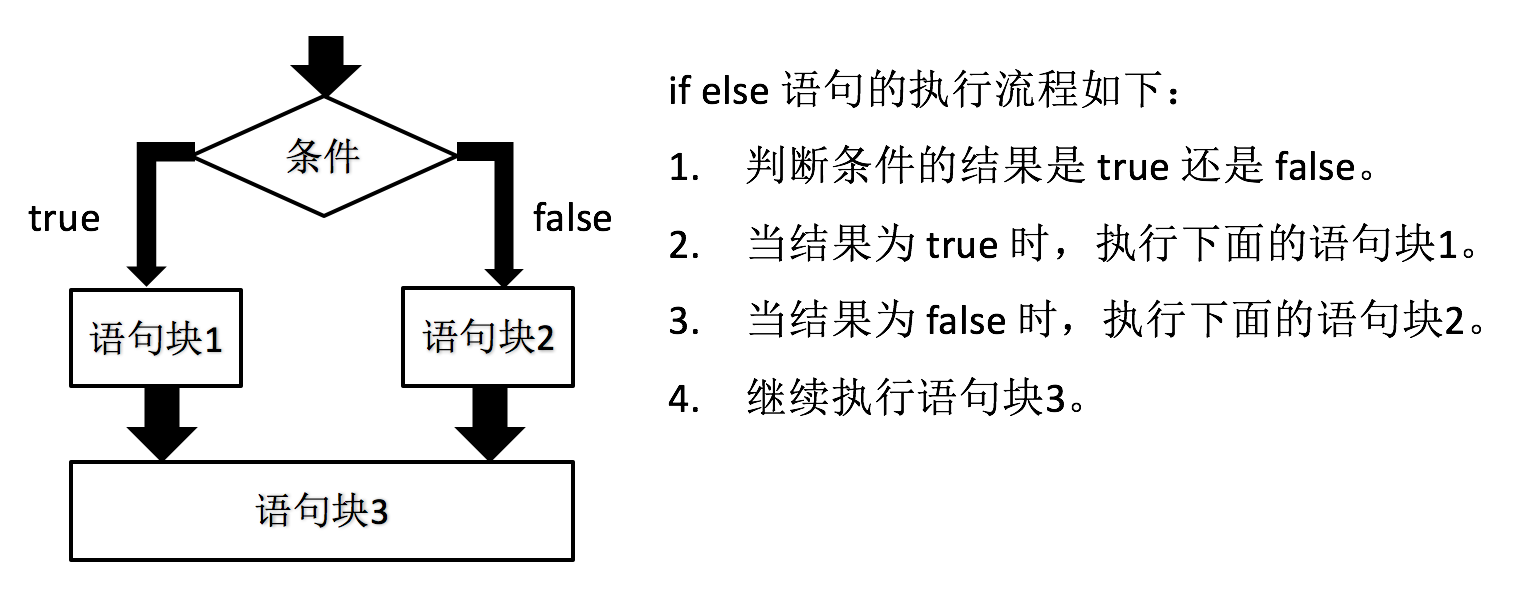 条件
true
false
语句块1
语句块2
语句块3
if else 语句的执行流程如下：
1. 判断条件的结果是 true 还是 false。
2. 当结果为 true 时，执行下面的语句块1。
3. 当结果为 false 时，执行下面的语句块2。
4. 继续执行语句块3。